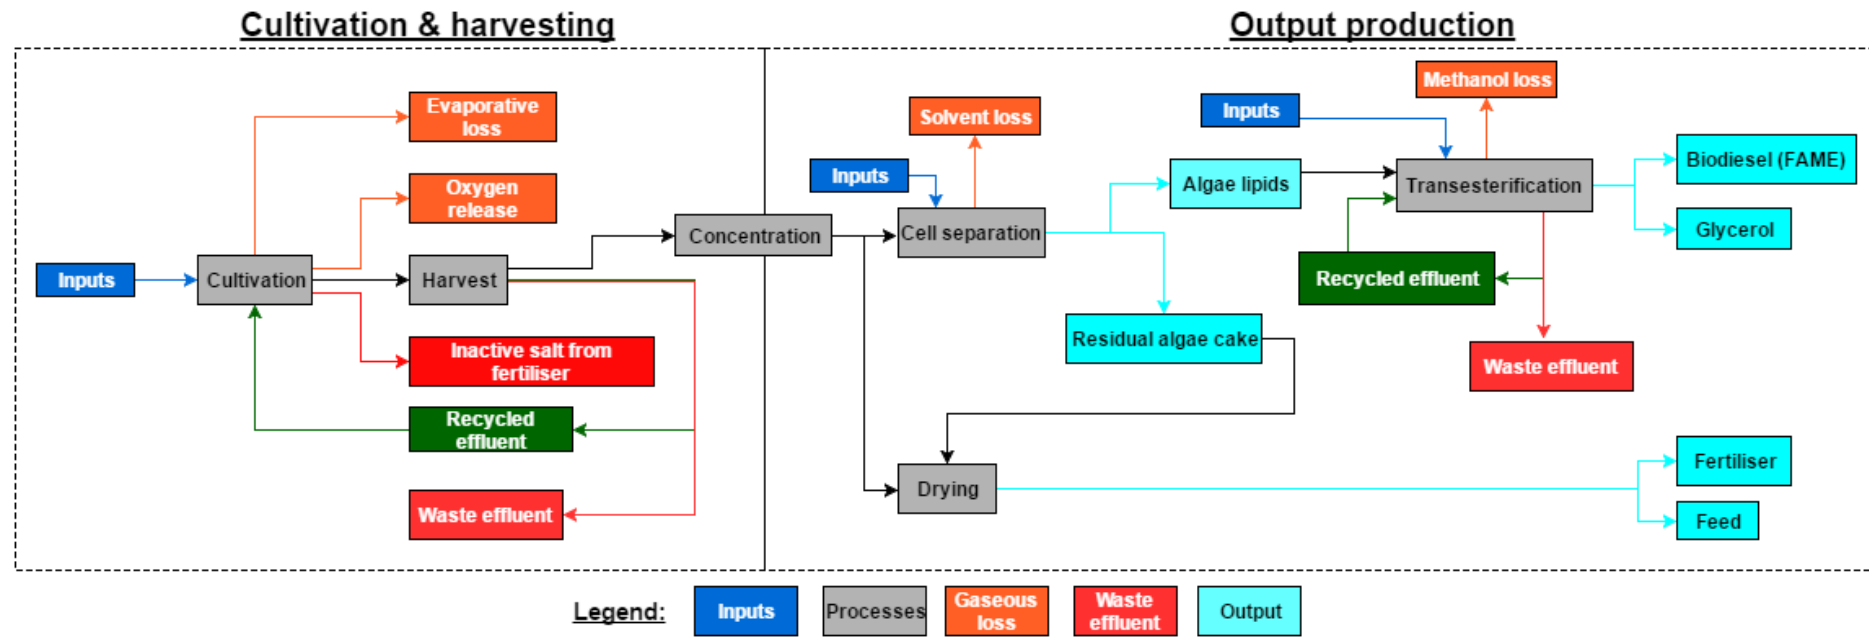 Cultivation & harvesting
Output production
Evaporative
loss
Oxygen
release
Inputs
Cultivation
Harvest
Concentration
Inactive salt from
fertiliser
Recycled
effluent
Waste effluent
Solvent loss
Inputs
Cell separation
Algae lipids
Residual algae cake
Drying
Inputs
Methanol loss
Transesterification
Recycled effluent
Waste effluent
Biodiesel (FAME)
Glycerol
Fertiliser
Feed
Legend:
Inputs
Processes
Gaseous
loss
Waste
effluent
Output